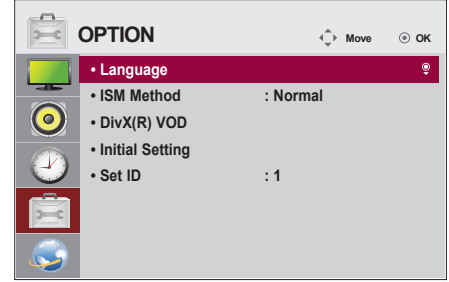 OPTION Move OK
• Language
• ISM Method : Normal
• DivX(R) VOD
• Initial Setting
• Set ID : 1